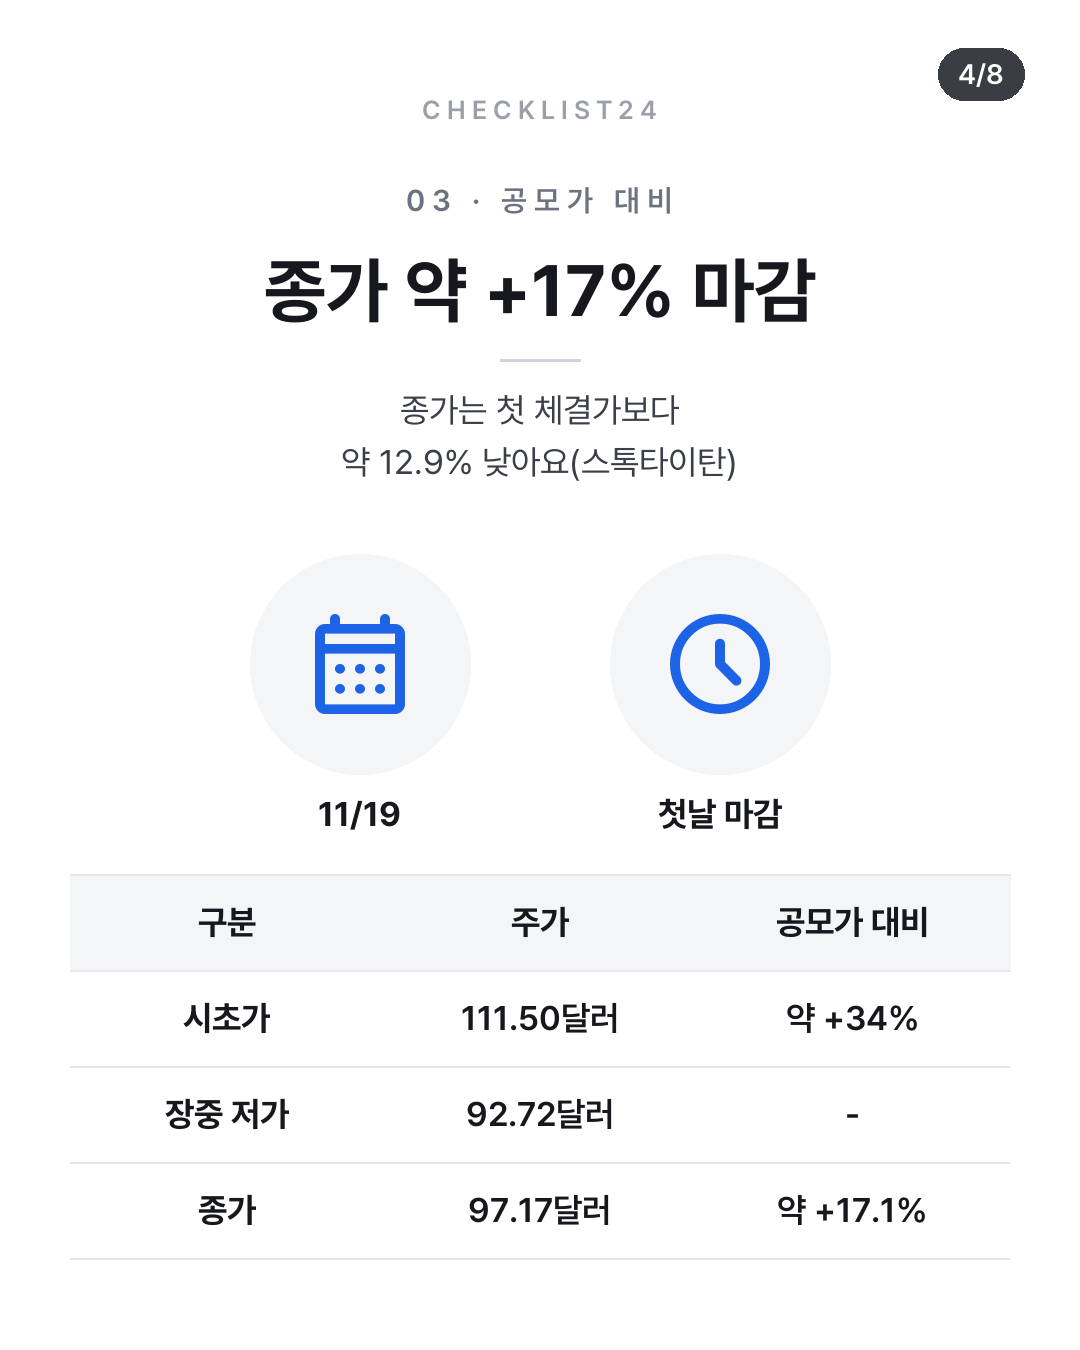 4/8
CHECKLIST24
03 · 공모가 대비
종가 약 +17% 마감
종가는 첫 체결가보다
약 12.9% 낮아요(스톡타이탄)
11/19
첫날 마감
구분 주가 공모가 대비
시초가 111.50달러 약 +34%
장중 저가 92.72달러 -
종가 97.17달러 약 +17.1%